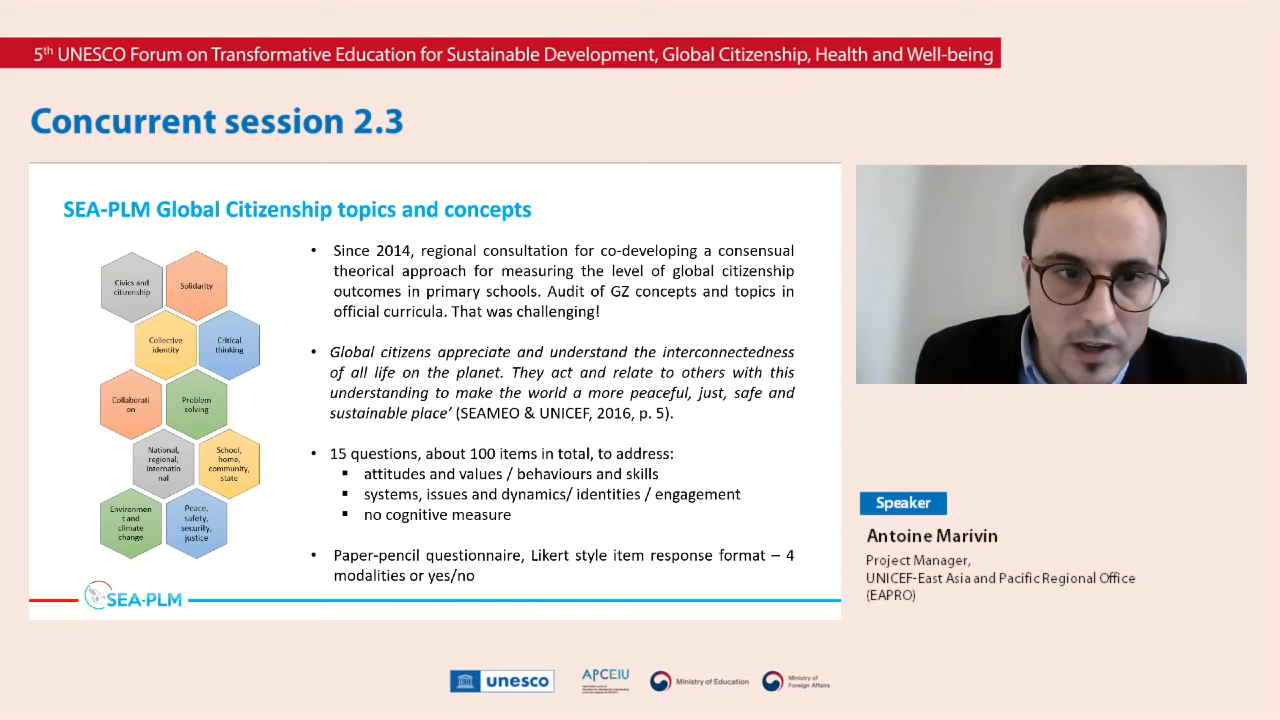 5th UNESCO Forum on Transformative Education for Sustainable Development, Global Citizenship, Health and Well-being
Concurrent session 2.3
SEA-PLM Global Citizenship topics and concepts
Civics and
citizenship
Solidarity
Collective
identity
Critical
thinking
Collaborati
on
Problem
solving
National,
regional,
internatio
nal
School,
home,
community,
state
Environmen
t and
climate
change
Peace,
safety,
security,
justice
• Since 2014, regional consultation for co-developing a consensual
theorical approach for measuring the level of global citizenship
outcomes in primary schools. Audit of GZ concepts and topics in
official curricula. That was challenging!
• Global citizens appreciate and understand the interconnectedness
of all life on the planet. They act and relate to others with this
understanding to make the world a more peaceful, just, safe and
sustainable place’ (SEAMEO & UNICEF, 2016, p. 5).
• 15 questions, about 100 items in total, to address:
▪ attitudes and values / behaviours and skills
▪ systems, issues and dynamics/ identities / engagement
▪ no cognitive measure
• Paper-pencil questionnaire, Likert style item response format – 4
modalities or yes/no
SEA-PLM
Speaker
Antoine Marivin
Project Manager,
UNICEF-East Asia and Pacific Regional Office
(EAPRO)
unesco
APCEIU
Ministry of Education
Ministry of
Foreign Affairs